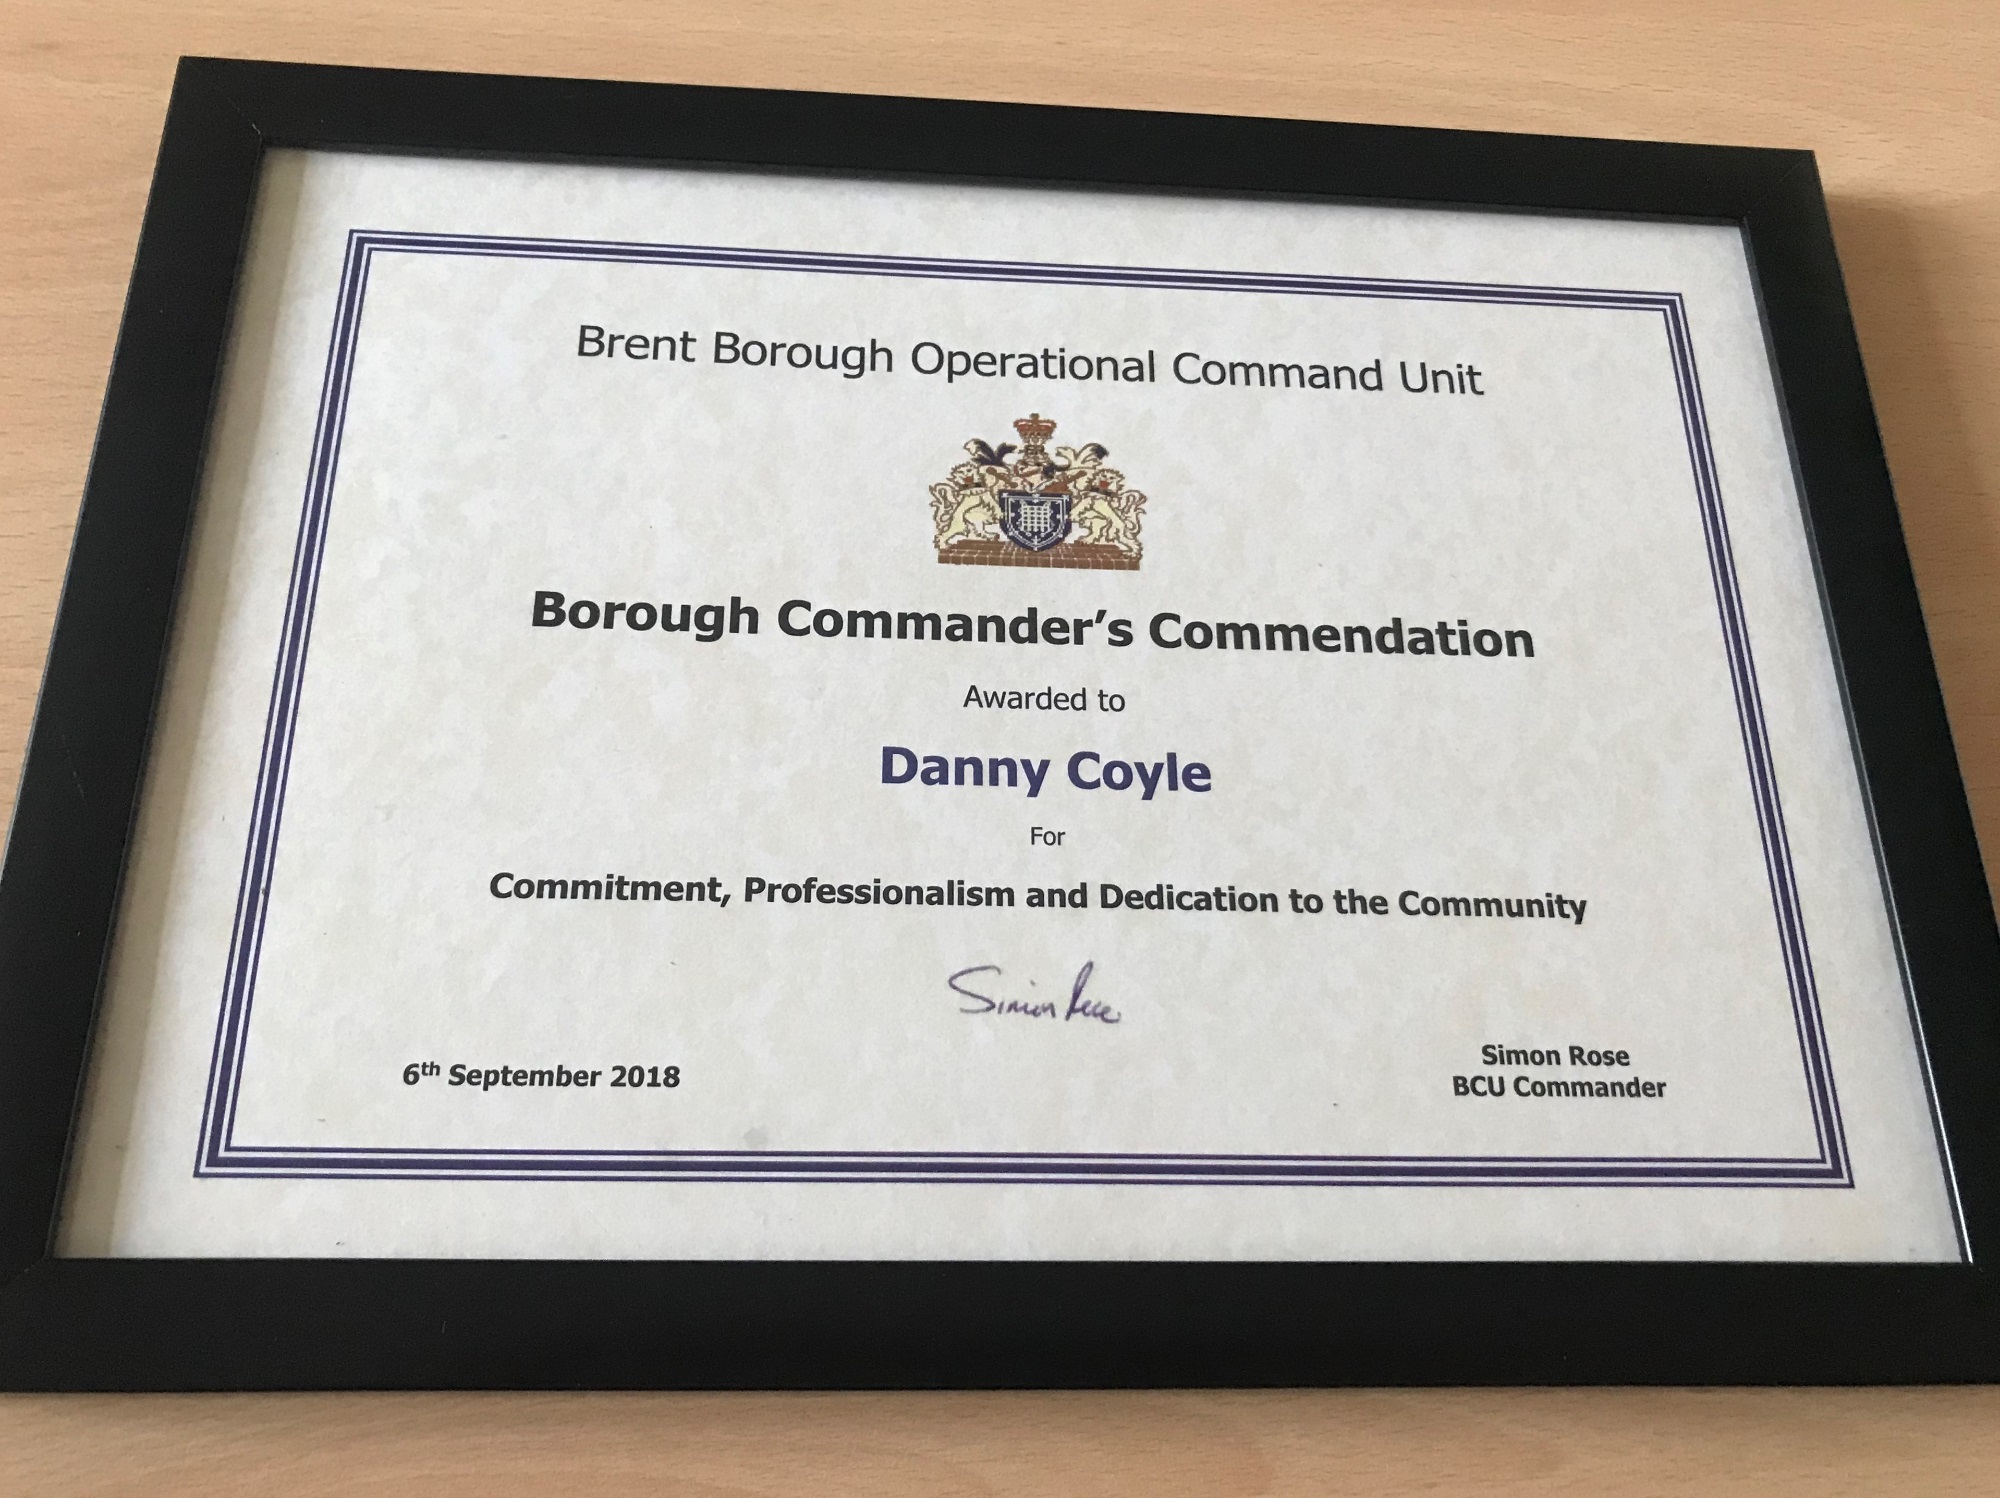 Brent Borough Operational Command Unit
Borough Commander’s Commendation
Awarded to
Danny Coyle
For
Commitment, Professionalism and Dedication to the Community
Simon Rose
6th September 2018
Simon Rose
BCU Commander